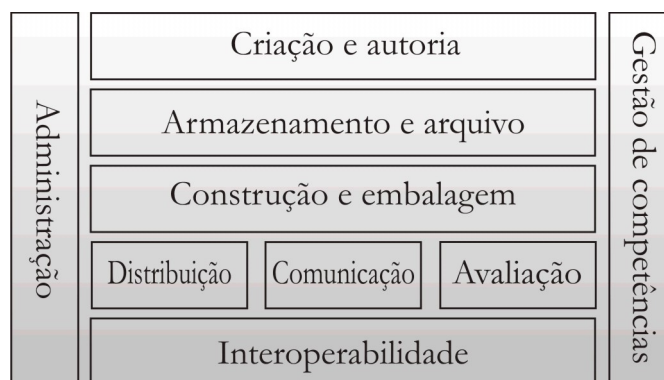 Administração
Criação e autoria
Armazenamento e arquivo
Construção e embalagem
Distribuição
Comunicação
Avaliação
Interoperabilidade
Gestão de competências